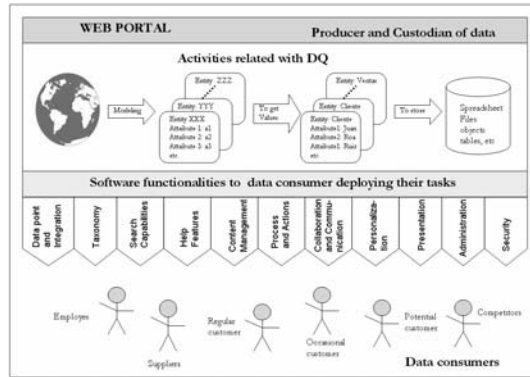 WEB PORTAL
Producer and Custodian of data
Activities related with DQ
Modeling
Entity ZZZ
Entity: YYY
Entity XXX
Attribute 1: a1
Attribute 2: a2
Attribute 3: a3
etc
To get
Values
Entity: Ventas
Entity: Cliente
Entity: Cliente
Attribute1: Juan
Attribute2: Roa
Attribute1: Ruiz
etc.
To store
Spreadsheet
Files
objects
tables, etc
Software functionalities to data consumer deploying their tasks
Data point
and
Integration
Taxonomy
Search
Capabilities
Help
Features
Content
Management
Process
and Actions
Collaboration
and Commu-
nication
Personaliza-
tion
Presentation
Administration
Security
Employes
Suppliers
Regular
customer
Occasional
customer
Potential
customer
Competitors
Data consumers